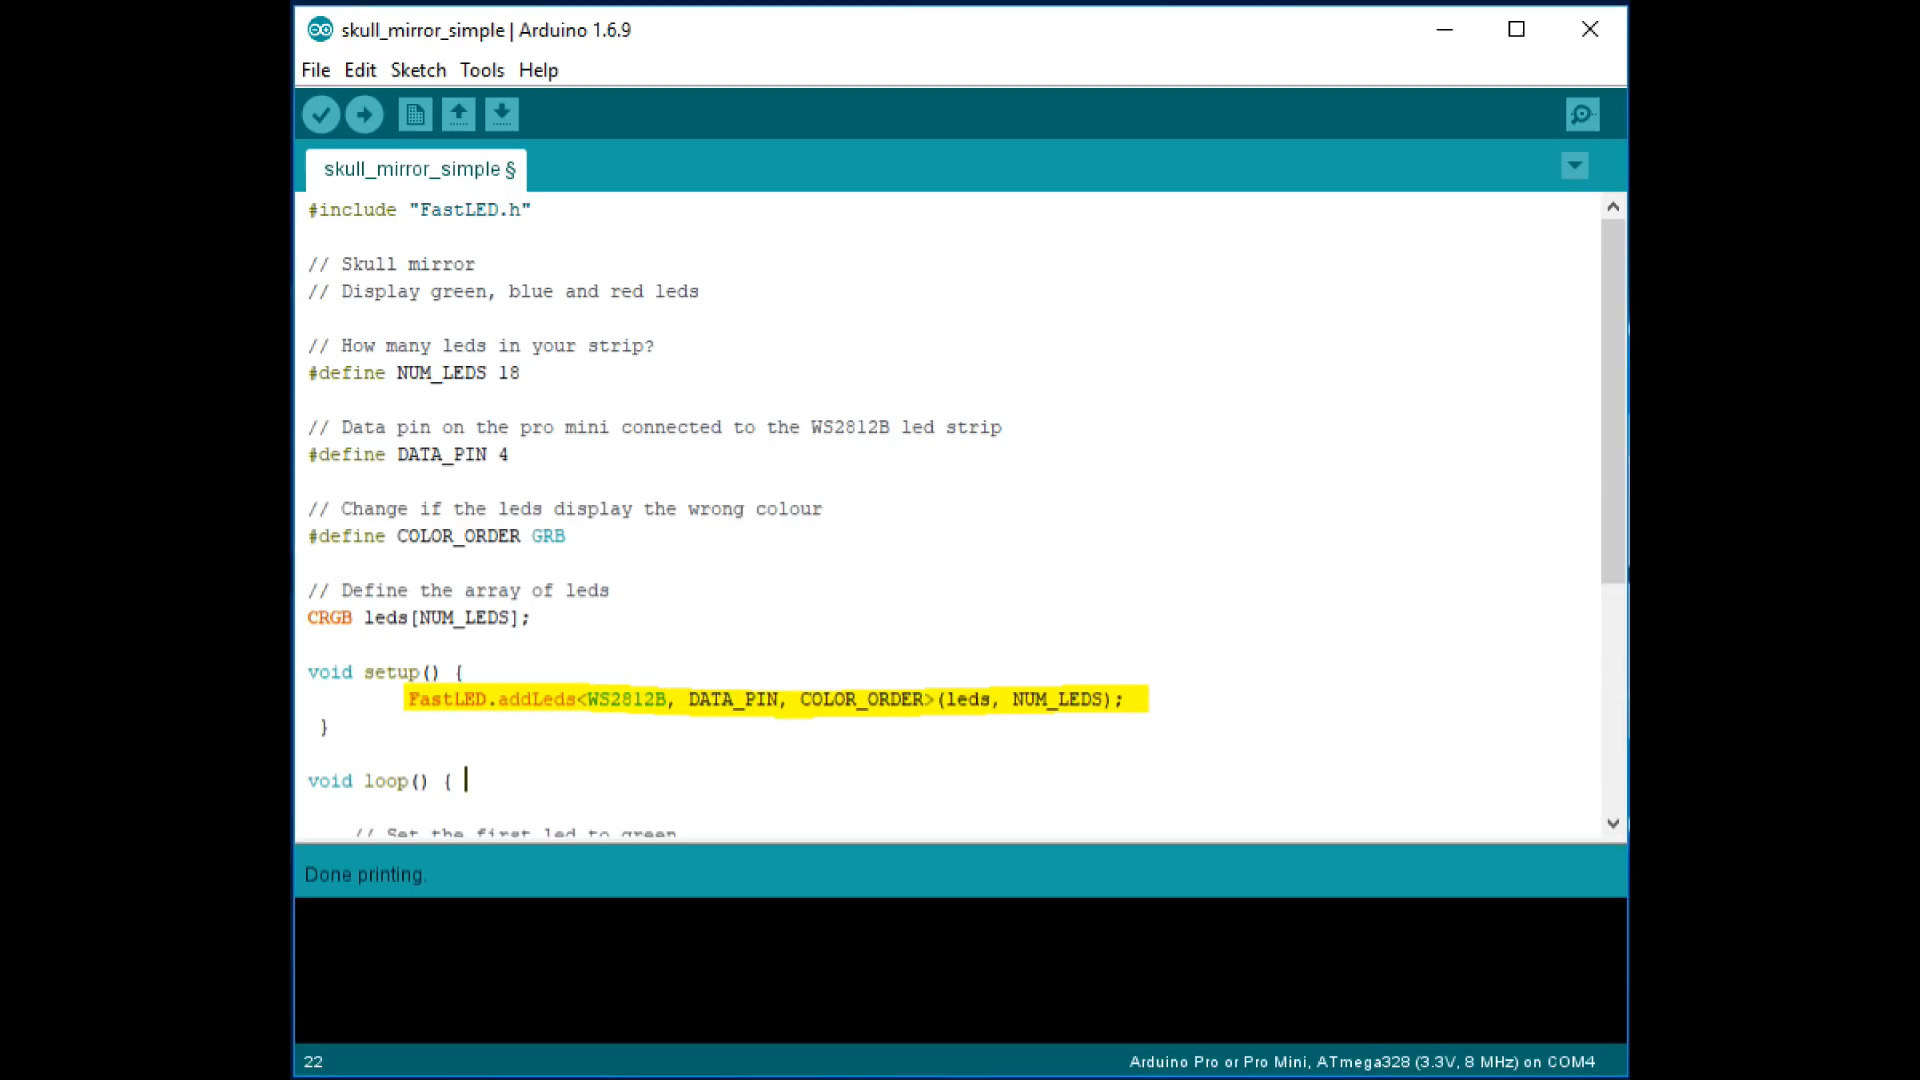 skull_mirror_simple | Arduino 1.6.9
File Edit Sketch Tools Help
skull_mirror_simple §
#include "FastLED.h"
// Skull mirror
// Display green, blue and red leds
// How many leds in your strip?
#define NUM_LEDS 18
// Data pin on the pro mini connected to the WS2812B led strip
#define DATA_PIN 4
// Change if the leds display the wrong colour
#define COLOR_ORDER GRB
// Define the array of leds
CRGB leds[NUM_LEDS];
void setup() {
FastLED.addLeds<WS2812B, DATA_PIN, COLOR_ORDER>(leds, NUM_LEDS);
}
void loop() {
// Set the first led to green
Done printing.
22
Arduino Pro or Pro Mini, ATmega328 (3.3V, 8 MHz) on COM4